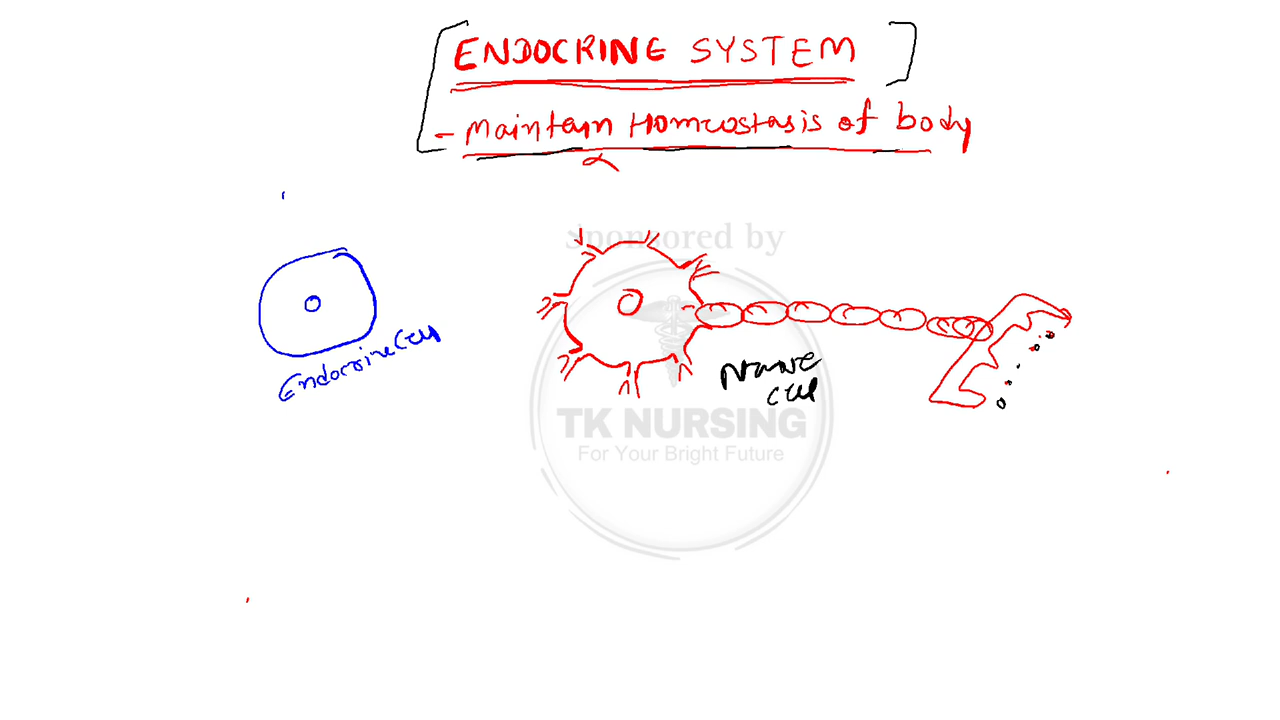 ENDOCRINE SYSTEM
- Maintain Homeostasis of body
Sponsored by
Endocrine Cell
Nerve
cell
TK NURSING
For Your Bright Future